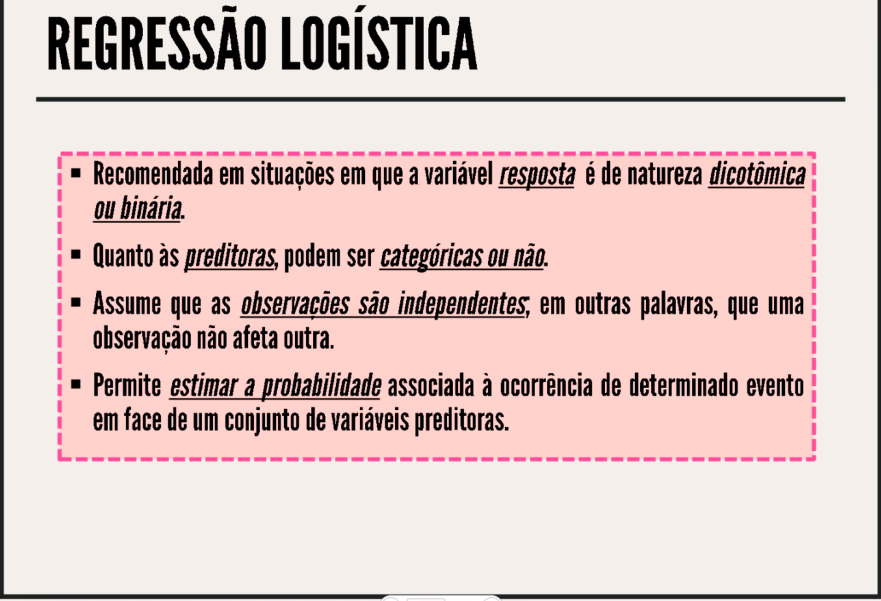 REGRESSÃO LOGÍSTICA
▪ Recomendada em situações em que a variável resposta é de natureza dicotômica
ou binária.
▪ Quanto às preditoras, podem ser categóricas ou não.
▪ Assume que as observações são independentes; em outras palavras, que uma
observação não afeta outra.
▪ Permite estimar a probabilidade associada à ocorrência de determinado evento
em face de um conjunto de variáveis preditoras.